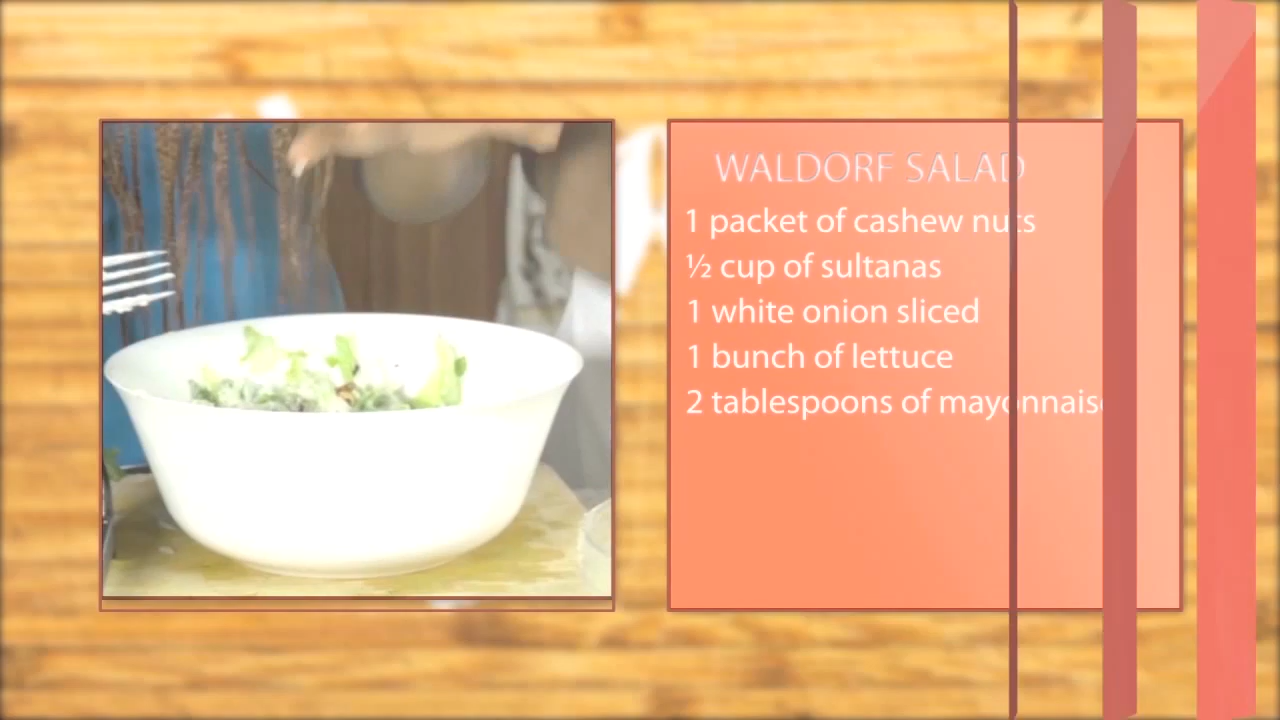 WALDORF SALAD
1 packet of cashew nuts
½ cup of sultanas
1 white onion sliced
1 bunch of lettuce
2 tablespoons of mayonnaise